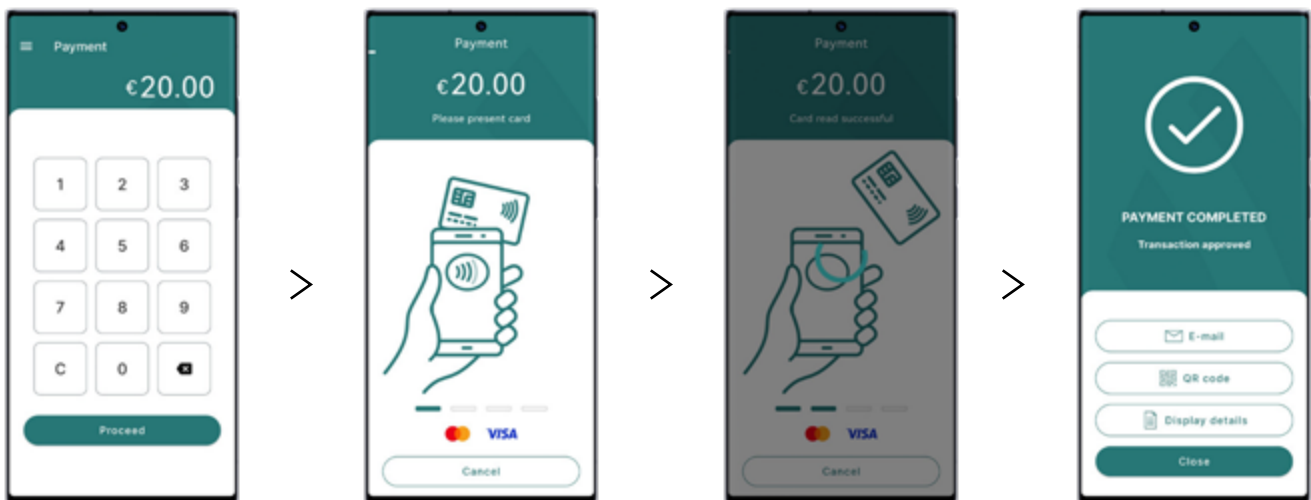 Payment
€20.00
1 2 3
4 5 6
7 8 9
C 0
Proceed
>
Payment
€20.00
Please present card
VISA
Cancel
>
Payment
€20.00
Card read successful
VISA
Cancel
>
PAYMENT COMPLETED
Transaction approved
E-mail
QR code
Display details
Close